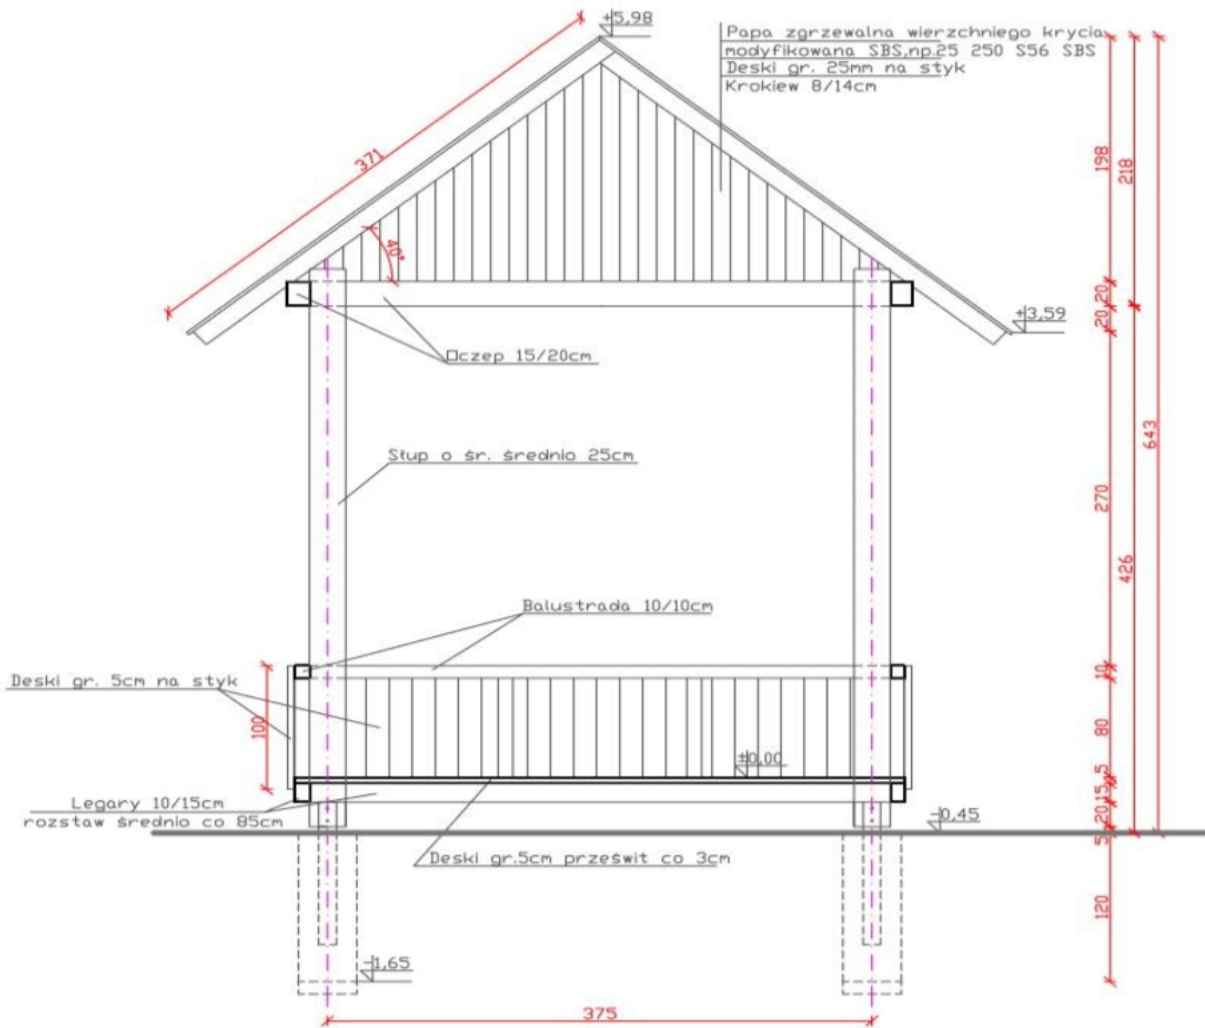 +5,98
Papa zgrzewalna wierzchniego krycia
modyfikowana SBS,np.25 250 S56 SBS
Deski gr. 25mm na styk
Krokiew 8/14cm
371
198
218
40°
20
20
+3,59
Oczep 15/20cm
643
Słup o śr. średnio 25cm
270
426
Balustrada 10/10cm
10
Deski gr. 5cm na styk
100
80
±0,00
5
15
Legary 10/15cm
rozstaw średnio co 85cm
20
-0,45
5
Deski gr.5cm prześwit co 3cm
120
-1,65
375